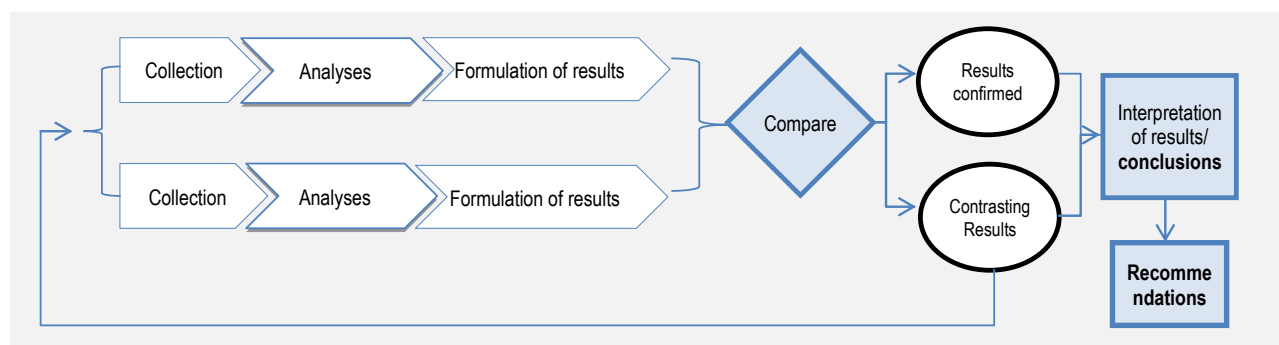 Collection
Analyses
Formulation of results
Collection
Analyses
Formulation of results
Compare
Results
confirmed
Contrasting
Results
Interpretation
of results/
conclusions
Recomme
ndations